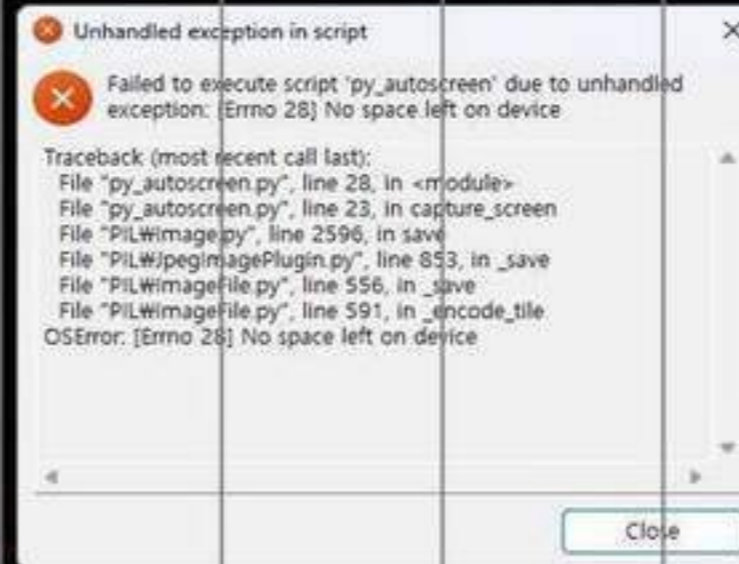 Unhandled exception in script
Failed to execute script 'py_autoscreen' due to unhandled
exception: [Errno 28] No space left on device
Traceback (most recent call last):
File "py_autoscreen.py", line 28, in <module>
File "py_autoscreen.py", line 23, in capture_screen
File "PIL₩Image.py", line 2596, in save
File "PIL₩JpegImagePlugin.py", line 853, in _save
File "PIL₩ImageFile.py", line 556, in _save
File "PIL₩ImageFile.py", line 591, in _encode_tile
OSError: [Errno 28] No space left on device
Close